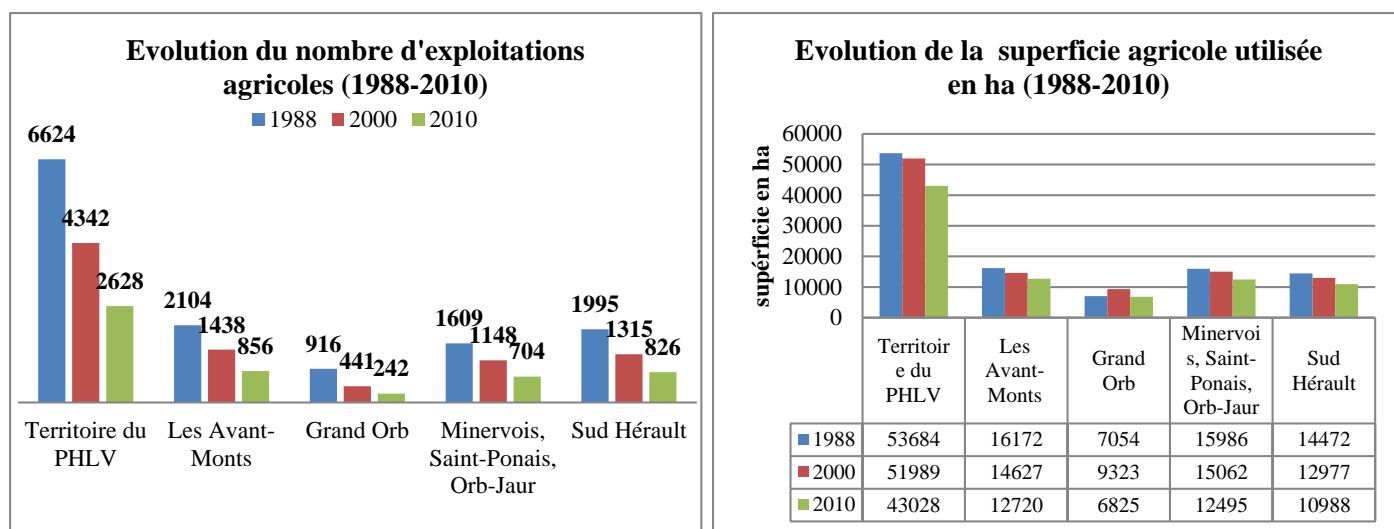 Evolution du nombre d'exploitations
agricoles (1988-2010)
1988 2000 2010
6624
4342
2628
2104
1438
856
916
441
242
1609
1148
704
1995
1315
826
Territoire du
PHLV
Les Avant-
Monts
Grand Orb
Minervois,
Saint-Ponais,
Orb-Jaur
Sud Hérault
Evolution de la superficie agricole utilisée
en ha (1988-2010)
supérficie en ha
60000
50000
40000
30000
20000
10000
0
Territoir
e du
PHLV
Les
Avant-
Monts
Grand
Orb
Minervoi
s, Saint-
Ponais,
Orb-Jaur
Sud
Hérault
1988 53684 16172 7054 15986 14472
2000 51989 14627 9323 15062 12977
2010 43028 12720 6825 12495 10988